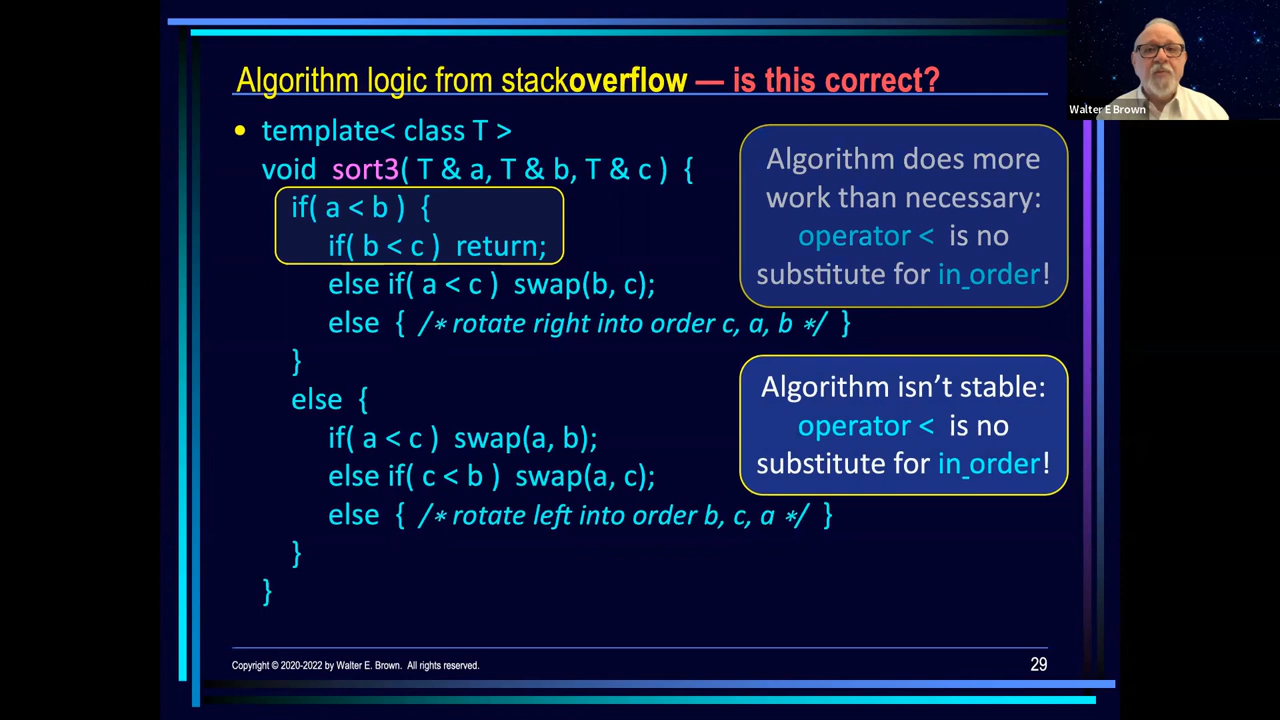 Algorithm logic from stackoverflow — is this correct?
• template< class T >
void sort3( T & a, T & b, T & c ) {
if( a < b ) {
if( b < c ) return;
else if( a < c ) swap(b, c);
else { /* rotate right into order c, a, b */ }
}
else {
if( a < c ) swap(a, b);
else if( c < b ) swap(a, c);
else { /* rotate left into order b, c, a */ }
}
}
Algorithm does more
work than necessary:
operator < is no
substitute for in_order!
Algorithm isn’t stable:
operator < is no
substitute for in_order!
Walter E Brown
Copyright © 2020-2022 by Walter E. Brown. All rights reserved.
29